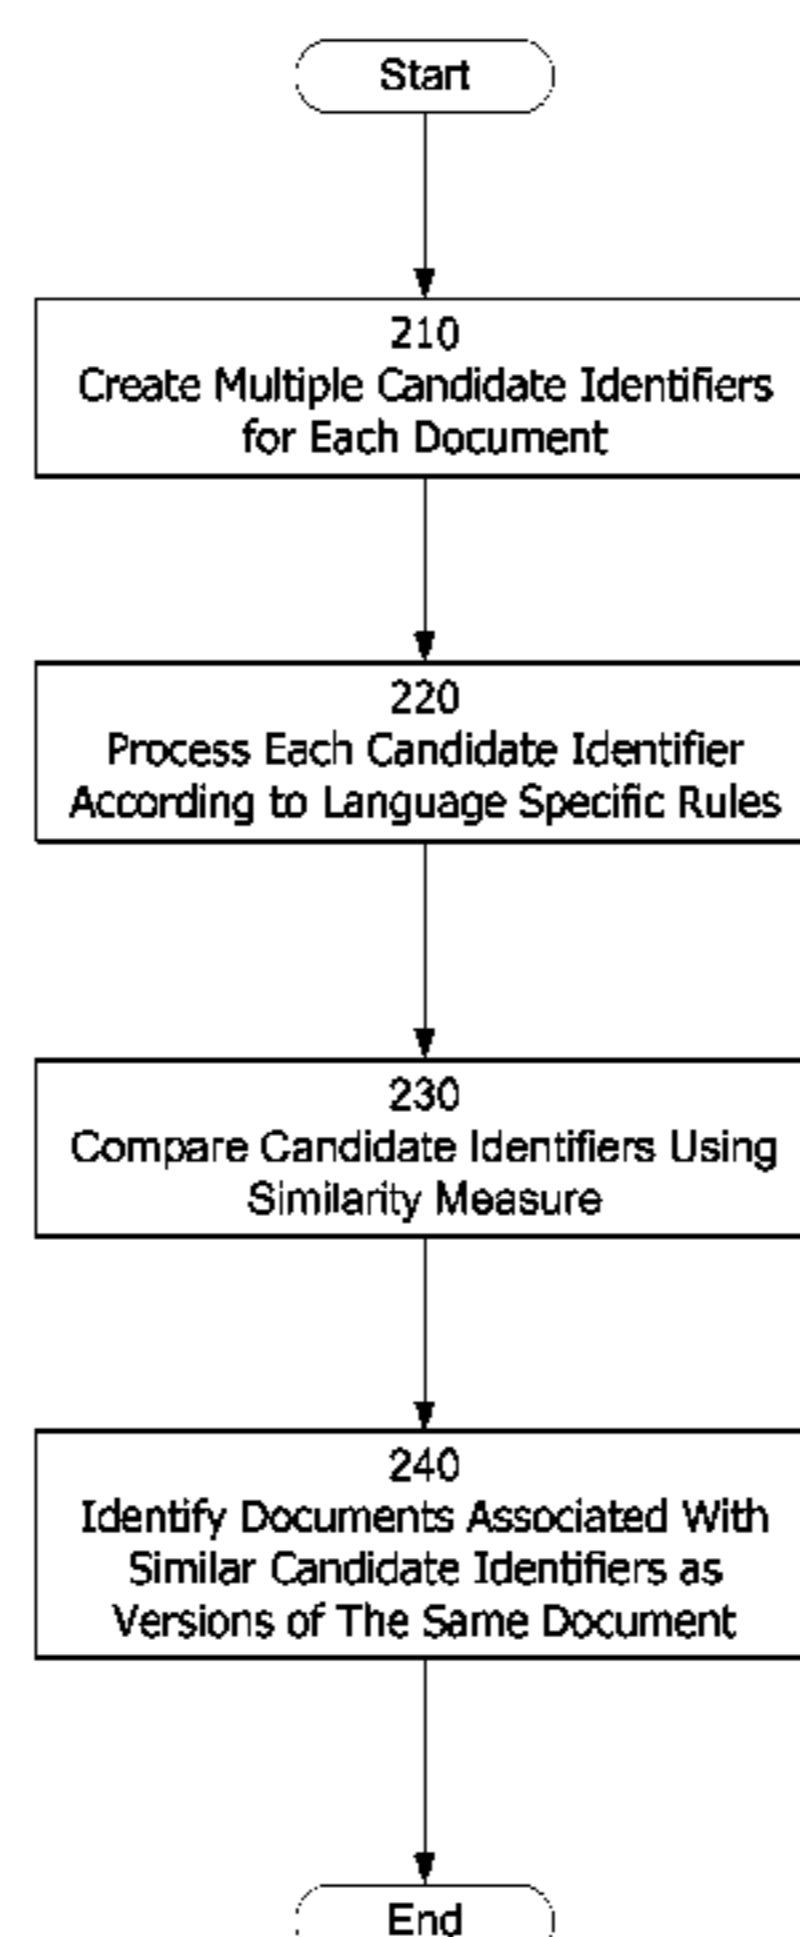 Start
210
Create Multiple Candidate Identifiers
for Each Document
220
Process Each Candidate Identifier
According to Language Specific Rules
230
Compare Candidate Identifiers Using
Similarity Measure
240
Identify Documents Associated With
Similar Candidate Identifiers as
Versions of The Same Document
End